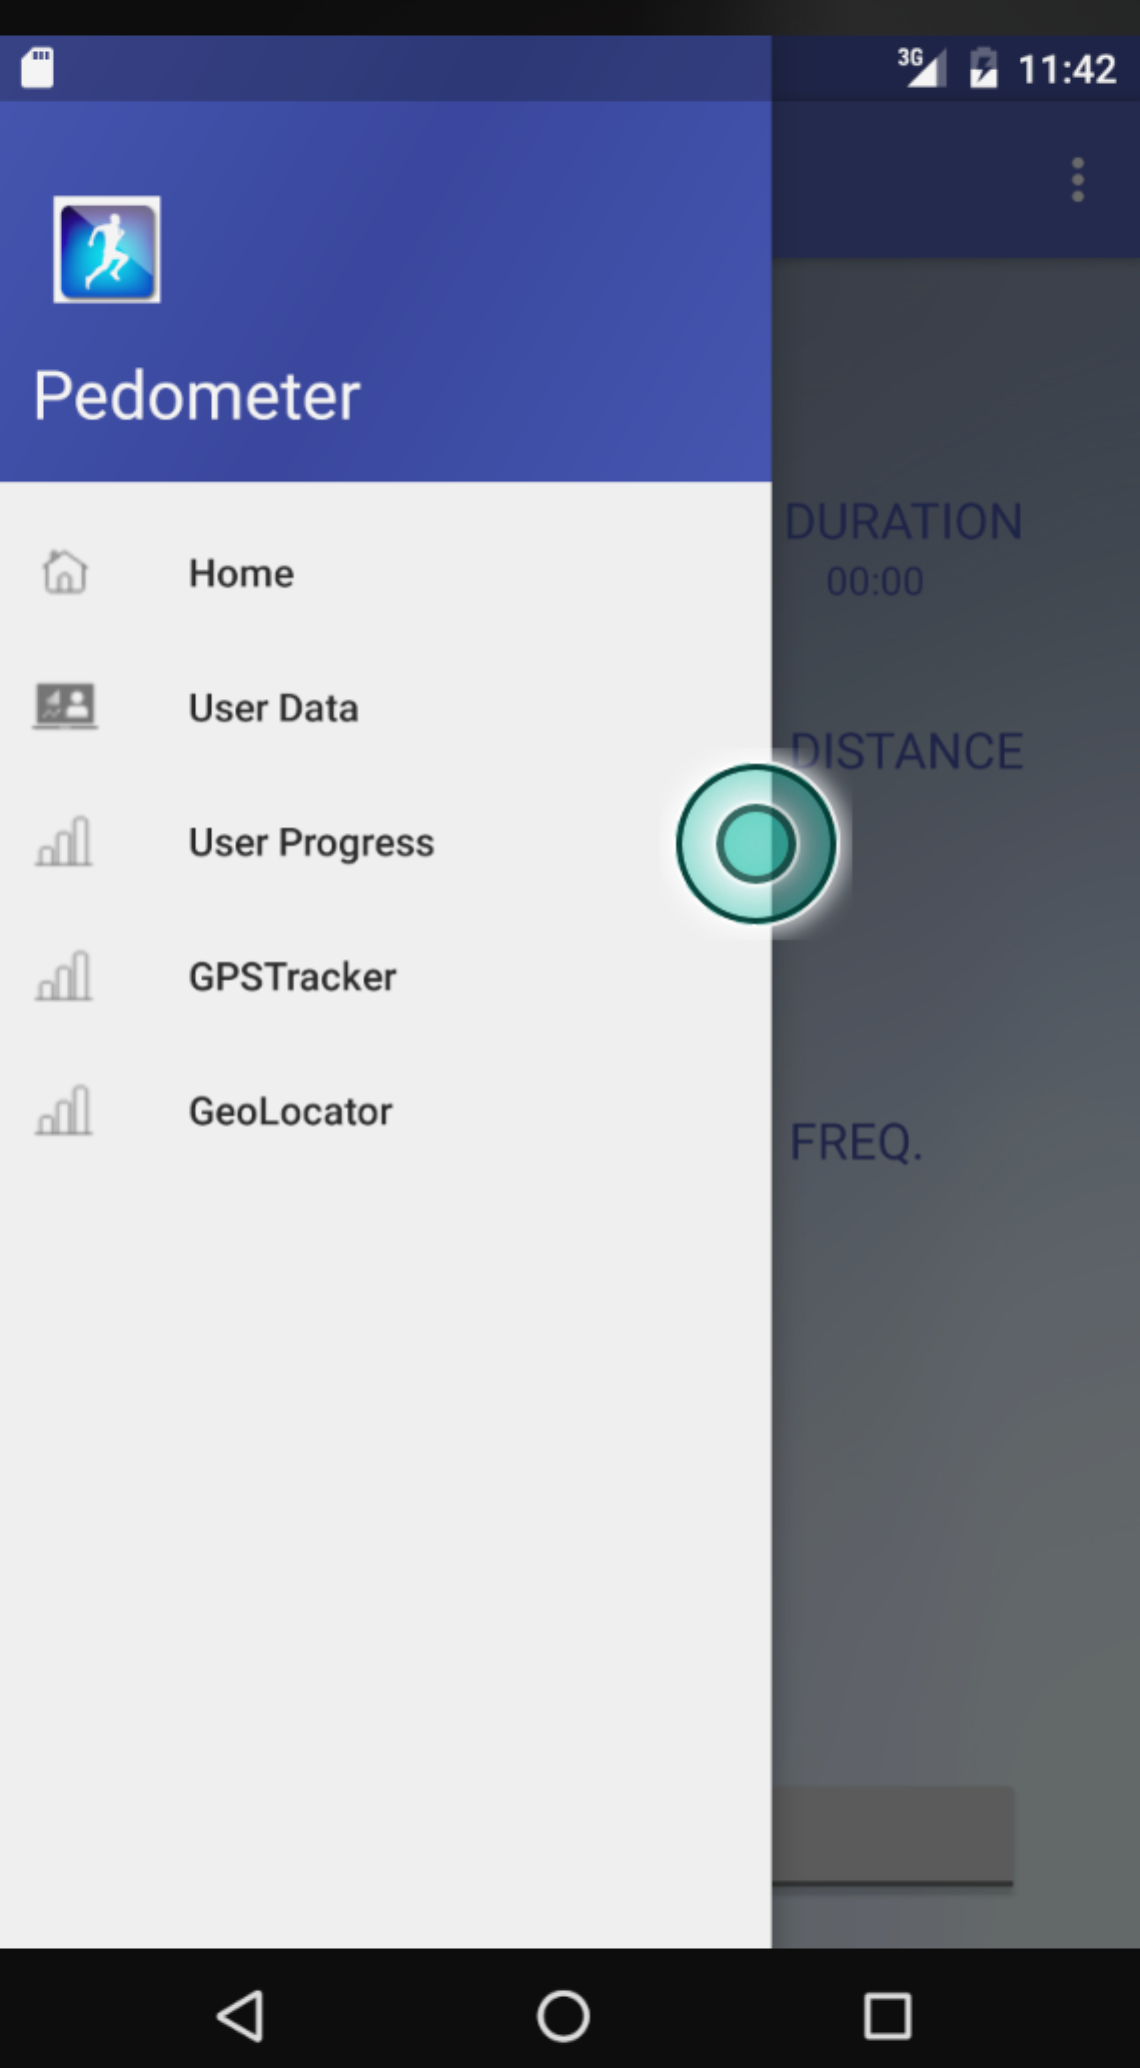 3G 11:42
Pedometer
Home
User Data
User Progress
GPSTracker
GeoLocator
DURATION
00:00
DISTANCE
FREQ.